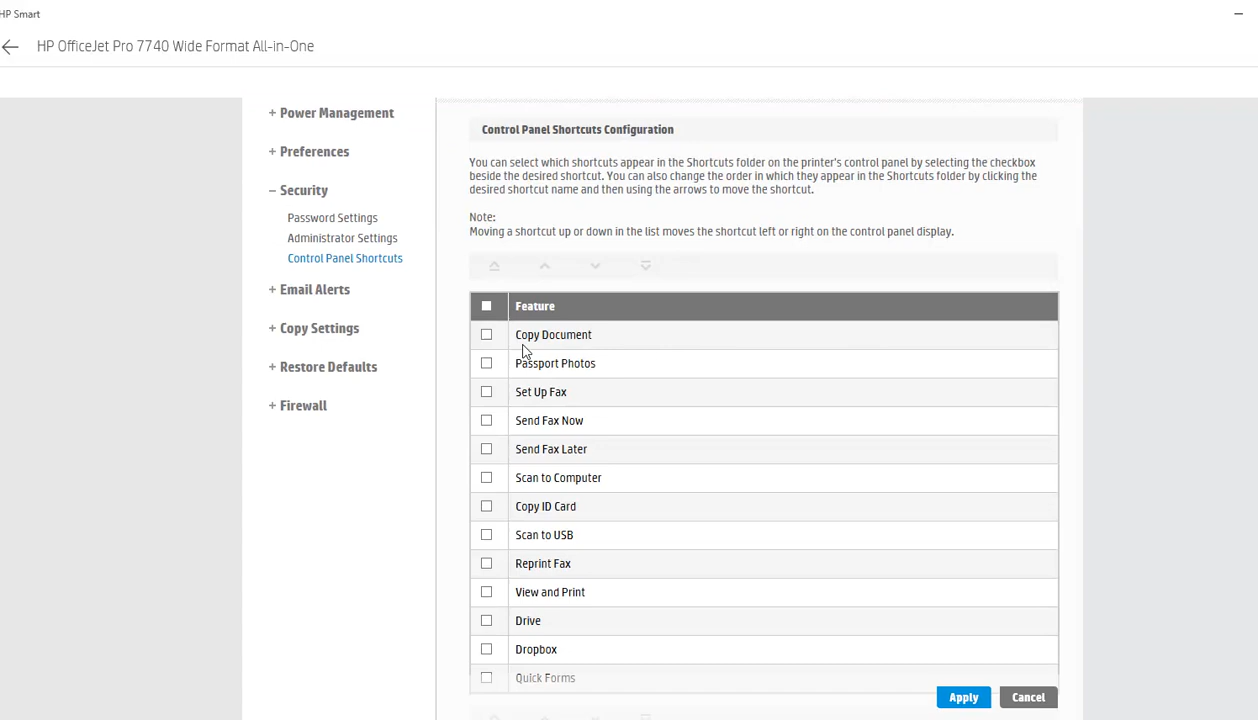 HP Smart
HP OfficeJet Pro 7740 Wide Format All-in-One
+ Power Management
+ Preferences
– Security
Password Settings
Administrator Settings
Control Panel Shortcuts
+ Email Alerts
+ Copy Settings
+ Restore Defaults
+ Firewall
Control Panel Shortcuts Configuration
You can select which shortcuts appear in the Shortcuts folder on the printer's control panel by selecting the checkbox
beside the desired shortcut. You can also change the order in which they appear in the Shortcuts folder by clicking the
desired shortcut name and then using the arrows to move the shortcut.
Note:
Moving a shortcut up or down in the list moves the shortcut left or right on the control panel display.
Feature
Copy Document
Passport Photos
Set Up Fax
Send Fax Now
Send Fax Later
Scan to Computer
Copy ID Card
Scan to USB
Reprint Fax
View and Print
Drive
Dropbox
Quick Forms
Apply Cancel